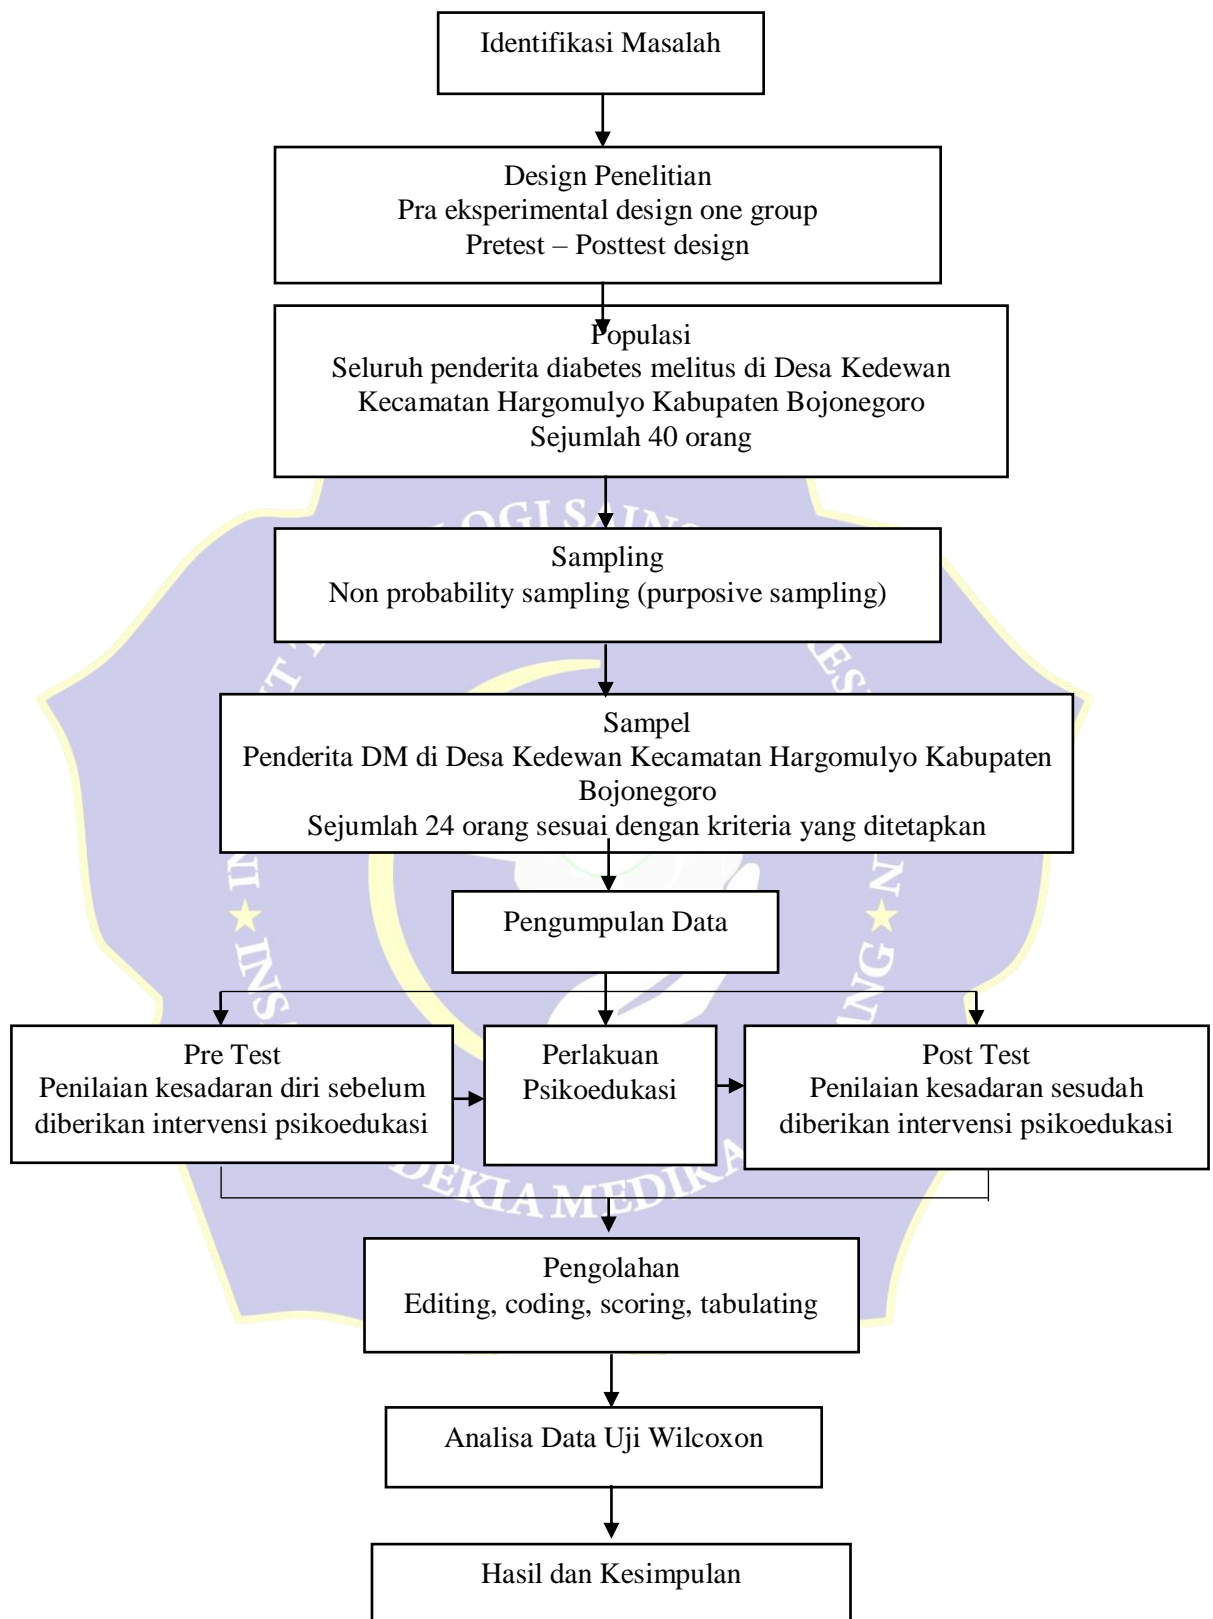 Identifikasi Masalah
Design Penelitian
Pra eksperimental design one group
Pretest – Posttest design
Populasi
Seluruh penderita diabetes melitus di Desa Kedewan
Kecamatan Hargomulyo Kabupaten Bojonegoro
Sejumlah 40 orang
Sampling
Non probability sampling (purposive sampling)
Sampel
Penderita DM di Desa Kedewan Kecamatan Hargomulyo Kabupaten
Bojonegoro
Sejumlah 24 orang sesuai dengan kriteria yang ditetapkan
Pengumpulan Data
Pre Test
Penilaian kesadaran diri sebelum
diberikan intervensi psikoedukasi
Perlakuan
Psikoedukasi
Post Test
Penilaian kesadaran sesudah
diberikan intervensi psikoedukasi
DEKIA MEDIKA
Pengolahan
Editing, coding, scoring, tabulating
Analisa Data Uji Wilcoxon
Hasil dan Kesimpulan